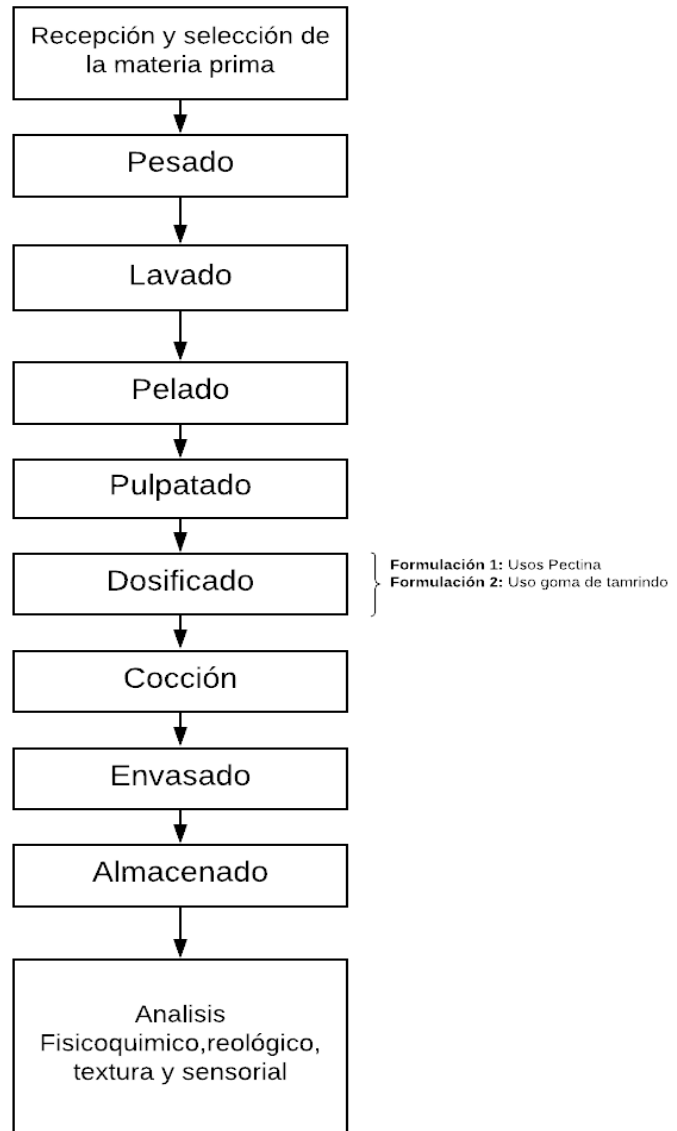 Recepción y selección de
la materia prima
Pesado
Lavado
Pelado
Pulpatado
Dosificado
Formulación 1: Usos Pectina
Formulación 2: Uso goma de tamrindo
Cocción
Envasado
Almacenado
Analisis
Fisicoquimico,reológico,
textura y sensorial